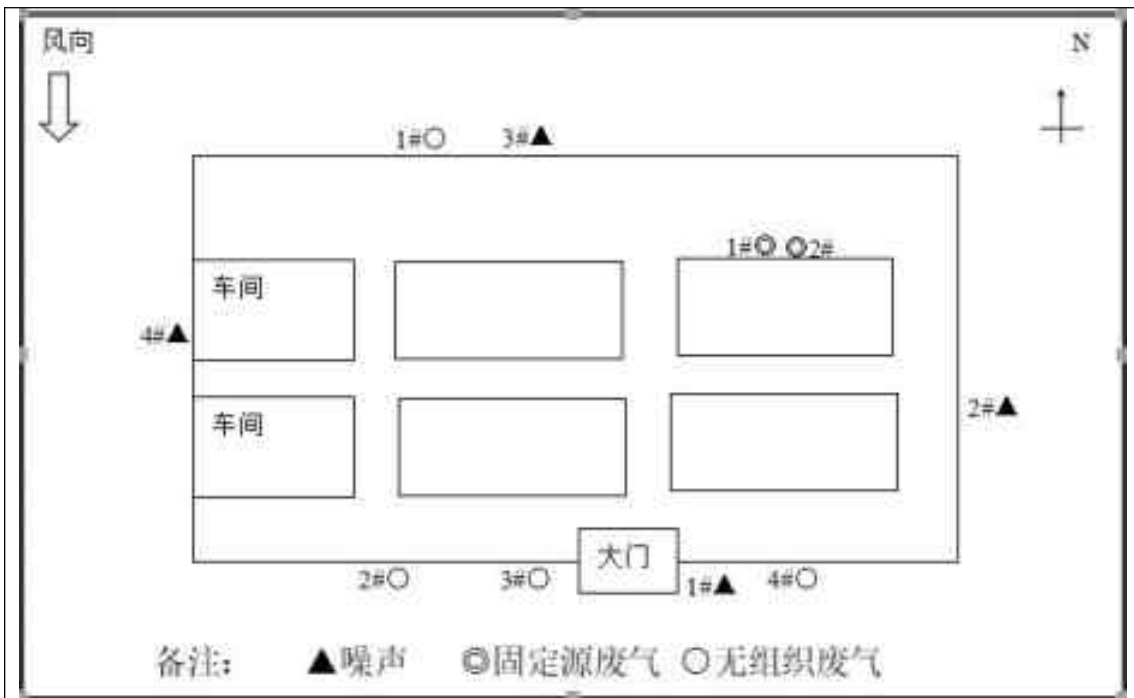 风向
N
1#○ 3#▲
1#◎ ◎2#
车间
4#▲
车间
2#▲
大门
2#○ 3#○ 1#▲ 4#○
备注: ▲噪声 ◎固定源废气 ○无组织废气